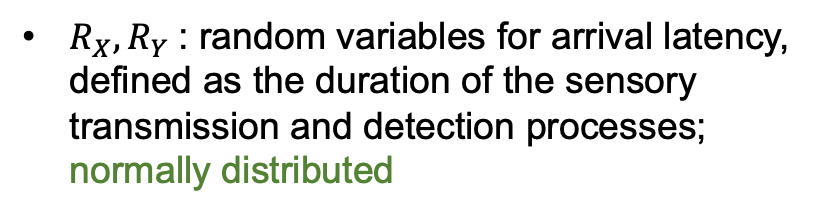 • R_X, R_Y : random variables for arrival latency,
defined as the duration of the sensory
transmission and detection processes;
normally distributed